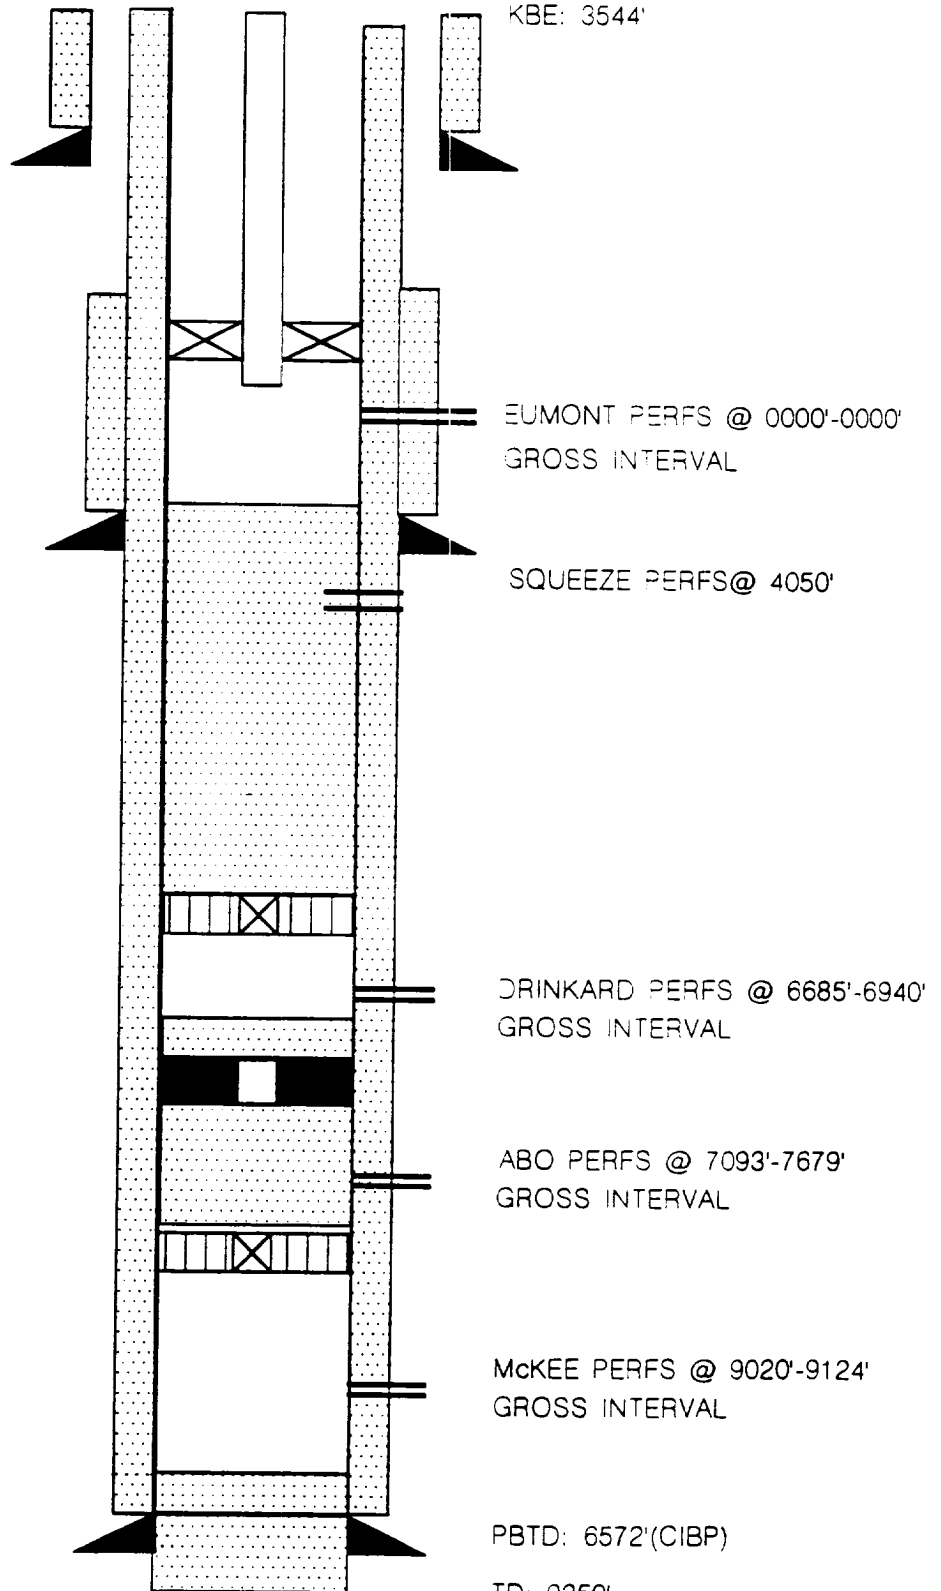 KBE: 3544'
EUMONT PERFS @ 0000'-0000'
GROSS INTERVAL
SQUEEZE PERFS@ 4050'
DRINKARD PERFS @ 6685'-6940'
GROSS INTERVAL
ABO PERFS @ 7093'-7679'
GROSS INTERVAL
McKEE PERFS @ 9020'-9124'
GROSS INTERVAL
PBTD: 6572'(CIBP)
TD: